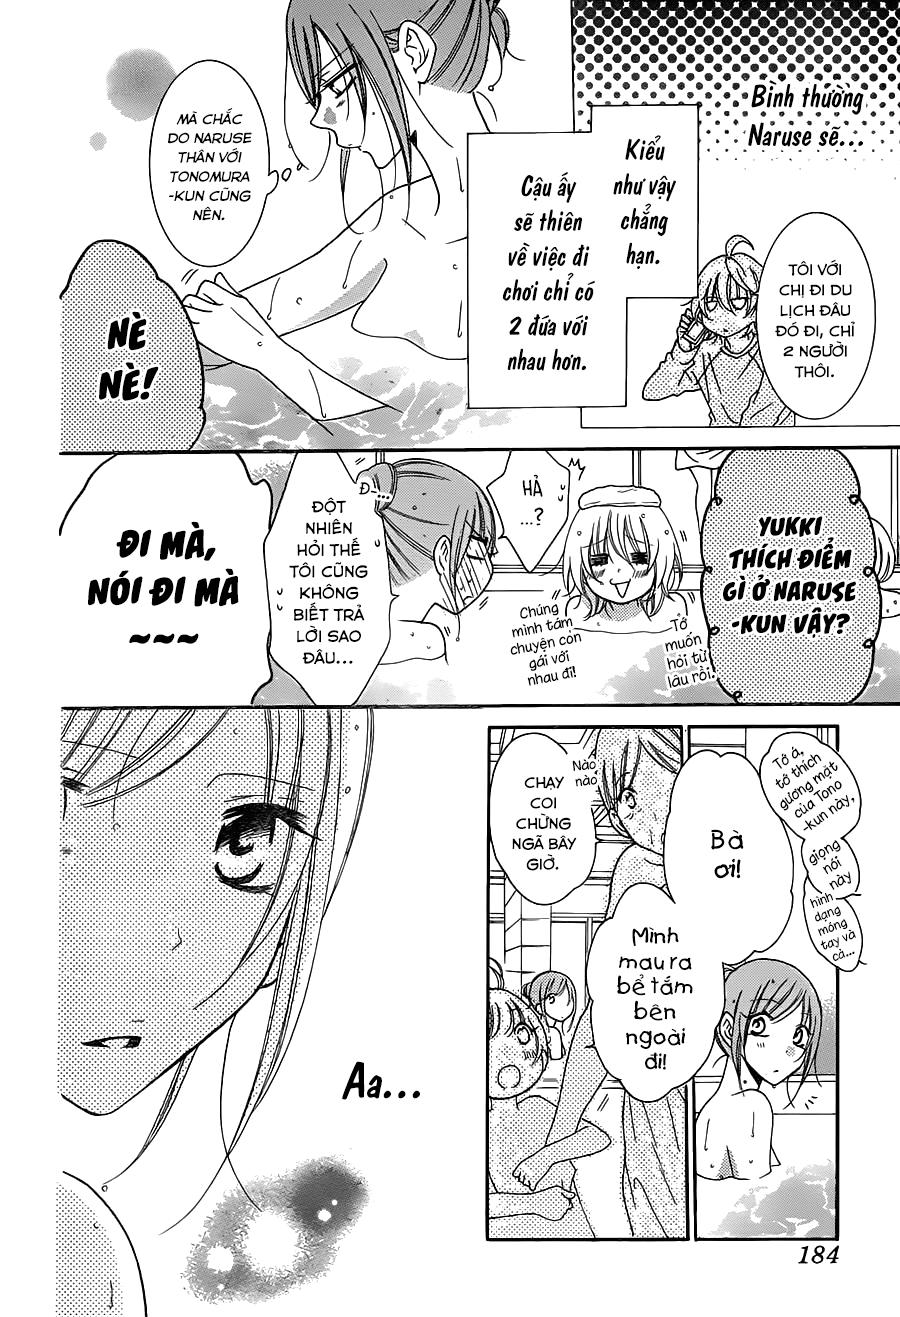 Bình thường
Naruse sẽ...
TÔI VỚI
CHỊ ĐI DU
LỊCH ĐÂU
ĐÓ ĐI, CHỈ
2 NGƯỜI
THÔI.
Kiểu
như vậy
chẳng
hạn.
Cậu ấy
sẽ thiên
về việc đi
chơi chỉ có
2 đứa với
nhau hơn.
MÀ CHẮC
DO NARUSE
THÂN VỚI
TONOMURA
-KUN CŨNG
NÊN.
NÈ
NÈ!
YUKKI
THÍCH ĐIỂM
GÌ Ở NARUSE
-KUN VẬY?
Tớ
muốn
hỏi từ
lâu rồi!
HẢ
...?
Chúng
mình tám
chuyện con
gái với
nhau đi!
Đ...
ĐỘT
NHIÊN
HỎI THẾ
TÔI CŨNG
KHÔNG
BIẾT TRẢ
LỜI SAO
ĐÂU...
ĐI MÀ,
NÓI ĐI MÀ
~~~
Tớ á,
tớ thích
gương mặt
của Tono
-kun này,
giọng
nói
này
hình
dạng
móng
tay và
cả...
Bà
ơi!
Mình
mau ra
bể tắm
bên
ngoài
đi!
Nào
nào
CHẠY
COI
CHỪNG
NGÃ BÂY
GIỜ.
Aa...
184